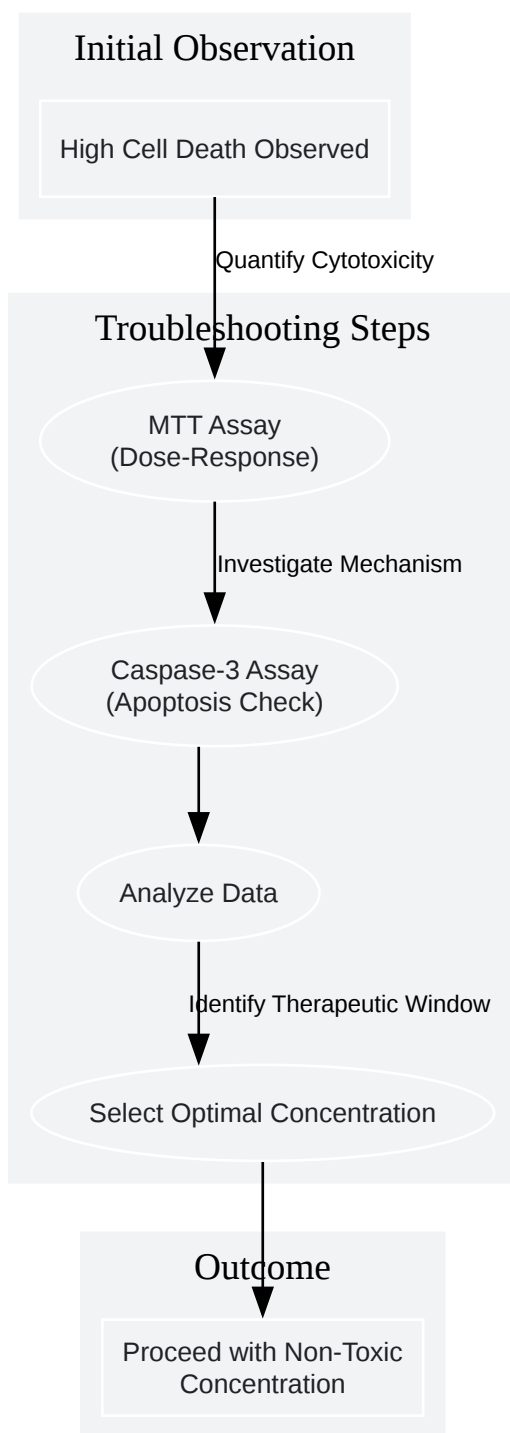 Initial Observation
High Cell Death Observed
Quantify Cytotoxicity
Troubleshooting Steps
MTT Assay
(Dose-Response)
Investigate Mechanism
Caspase-3 Assay
(Apoptosis Check)
Analyze Data
Identify Therapeutic Window
Select Optimal Concentration
Outcome
Proceed with Non-Toxic
Concentration